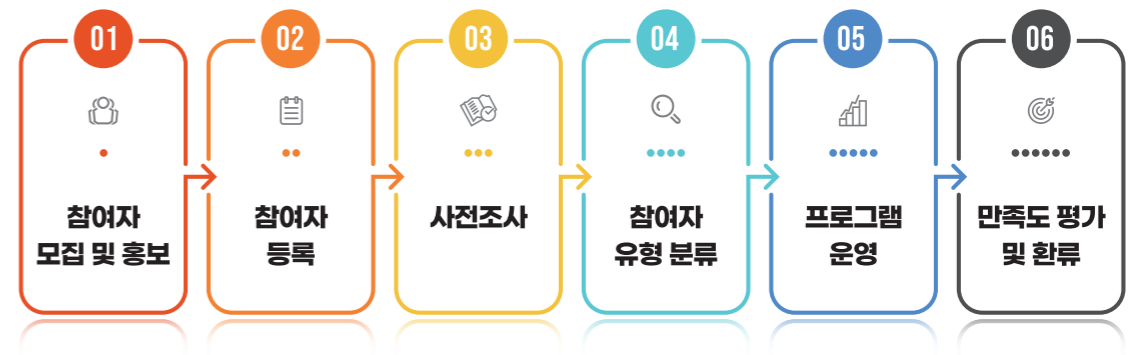 01
참여자
모집 및 홍보
02
참여자
등록
03
사전조사
04
참여자
유형 분류
05
프로그램
운영
06
만족도 평가
및 환류